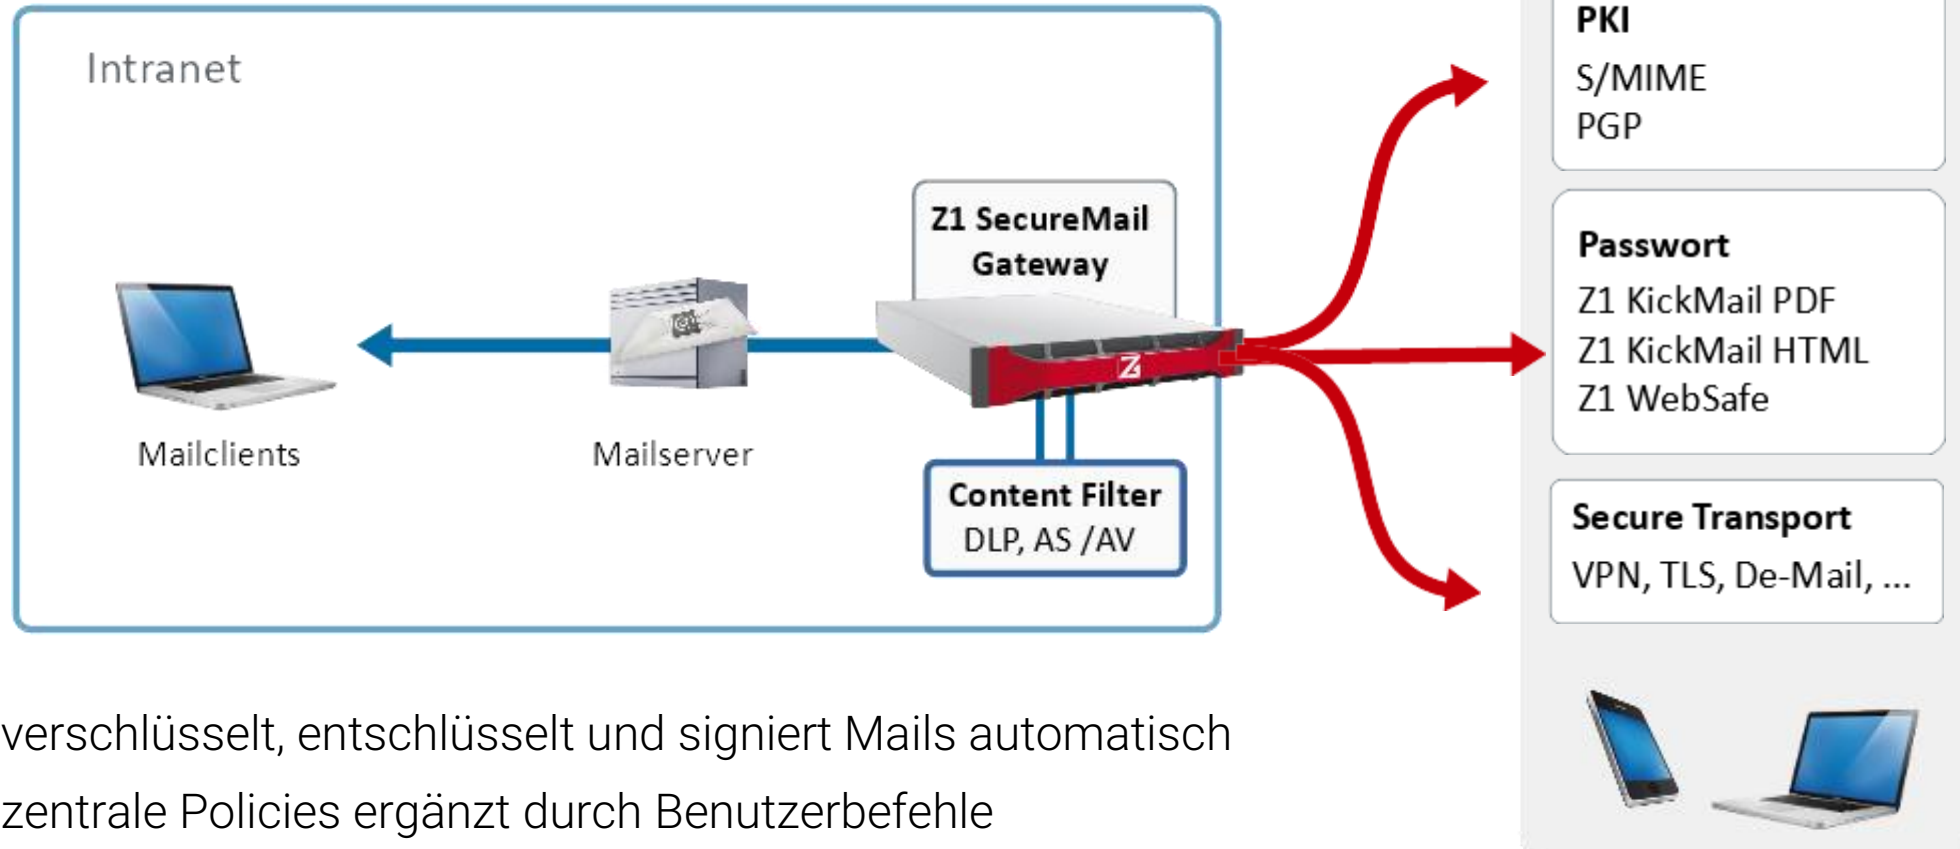 Intranet
Z1 SecureMail
Gateway
Z
Mailclients
Mailserver
Content Filter
DLP, AS /AV
PKI
S/MIME
PGP
Passwort
Z1 KickMail PDF
Z1 KickMail HTML
Z1 WebSafe
Secure Transport
VPN, TLS, De-Mail, ...
verschlüsselt, entschlüsselt und signiert Mails automatisch
zentrale Policies ergänzt durch Benutzerbefehle